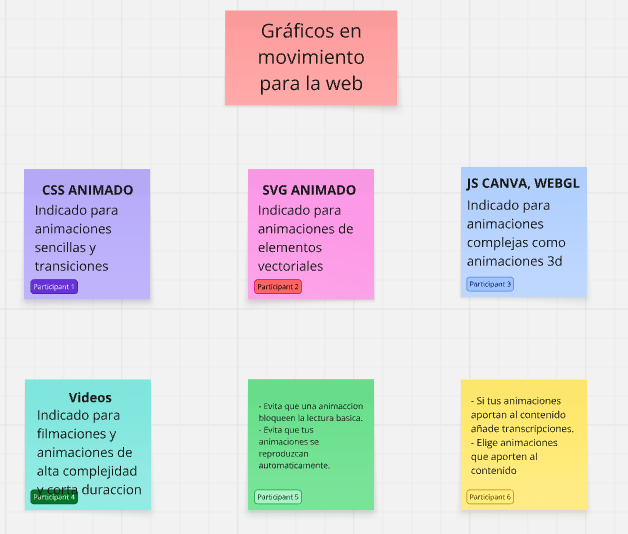 Gráficos en
movimiento
para la web
CSS ANIMADO
Indicado para
animaciones
sencillas y
transiciones
Participant 1
SVG ANIMADO
Indicado para
animaciones de
elementos
vectoriales
Participant 2
JS CANVA, WEBGL
Indicado para
animaciones
complejas como
animaciones 3d
Participant 3
Videos
Indicado para
filmaciones y
animaciones de
alta complejidad
y corta duraccion
Participant 4
- Evita que una animaccion
bloqueen la lectura basica.
- Evita que tus
animaciones se
reproduzcan
automaticamente.
Participant 5
- Si tus animaciones
aportan al contenido
añade transcripciones.
- Elige animaciones
que aporten al
contenido
Participant 6